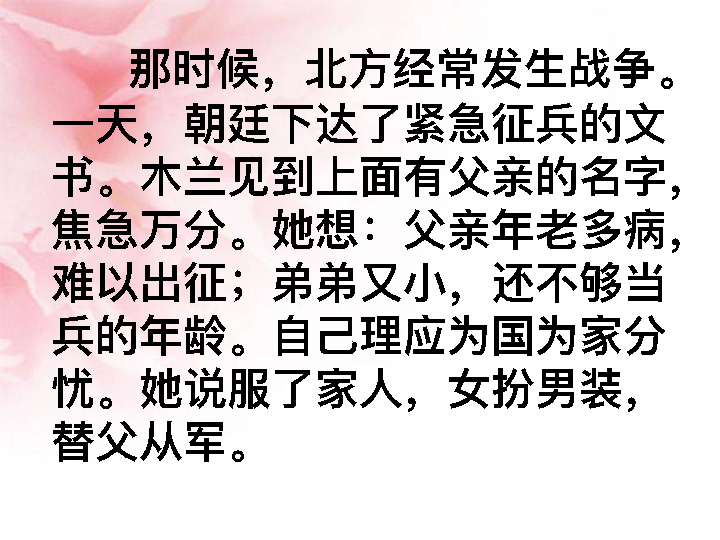 那时候，北方经常发生战争。
一天，朝廷下达了紧急征兵的文
书。木兰见到上面有父亲的名字，
焦急万分。她想：父亲年老多病，
难以出征；弟弟又小，还不够当
兵的年龄。自己理应为国为家分
忧。她说服了家人，女扮男装，
替父从军。